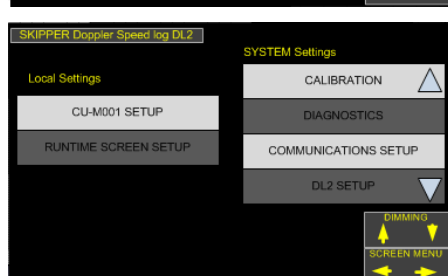 SKIPPER Doppler Speed log DL2
SYSTEM Settings
Local Settings
CALIBRATION
CU-M001 SETUP
DIAGNOSTICS
RUNTIME SCREEN SETUP
COMMUNICATIONS SETUP
DL2 SETUP
DIMMING
SCREEN MENU